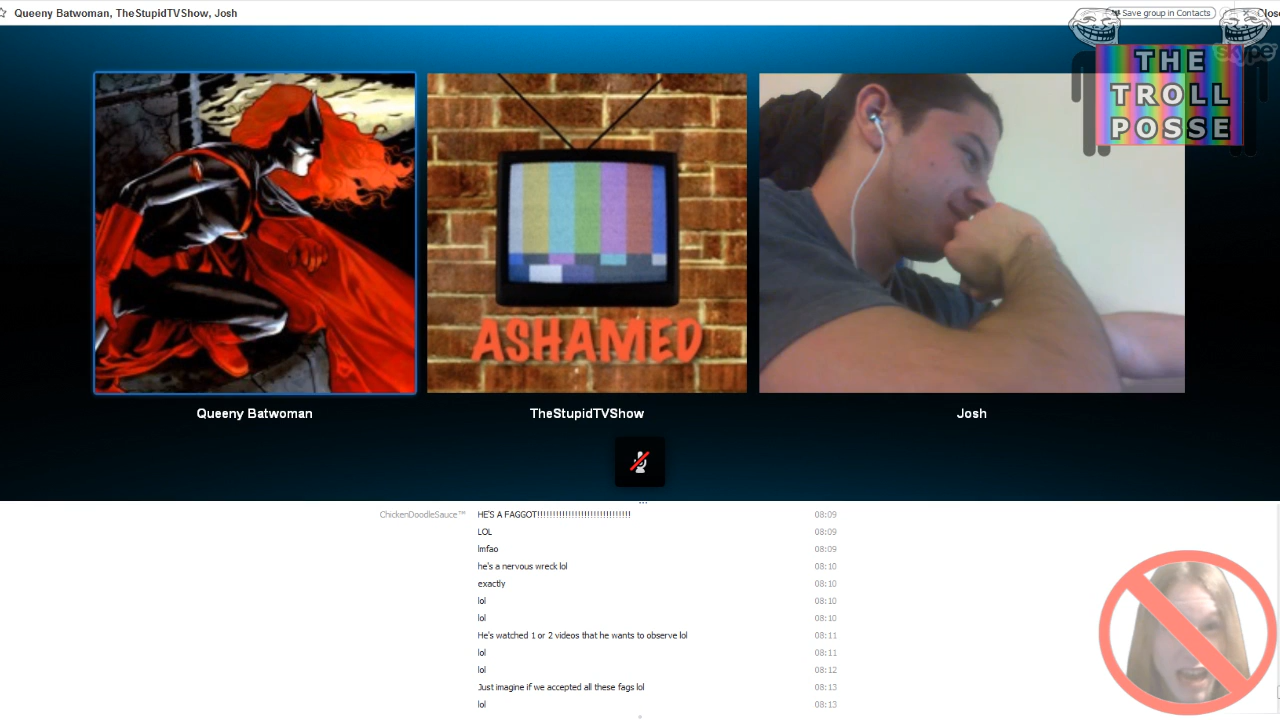 Queeny Batwoman, TheStupidTVShow, Josh
Save group in Contacts
Close
skype
THE
TROLL
POSSE
ASHAMED
Queeny Batwoman
TheStupidTVShow
Josh
ChickenDoodleSauce™ HE'S A FAGGOT!!!!!!!!!!!!!!!!!!!!!!!!!!!!! 08:09
LOL 08:09
lmfao 08:09
he's a nervous wreck lol 08:10
exactly 08:10
lol 08:10
lol 08:10
He's watched 1 or 2 videos that he wants to observe lol 08:11
lol 08:11
lol 08:12
Just imagine if we accepted all these fags lol 08:13
lol 08:13